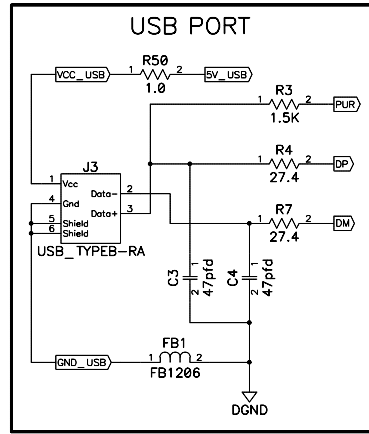 USB PORT
R50
VCC_USB 1 2 5V_USB
1.0
R3
1 2 PUR
1.5K
J3
R4
1 Vcc
1 2 DP
4 Gnd
Data- 2
27.4
5 Shield
Data+ 3
R7
6 Shield
1 2 DM
USB_TYPEB-RA
27.4
C3
1
2
47pfd
C4
1
2
47pfd
FB1
GND_USB 1 2
FB1206
DGND